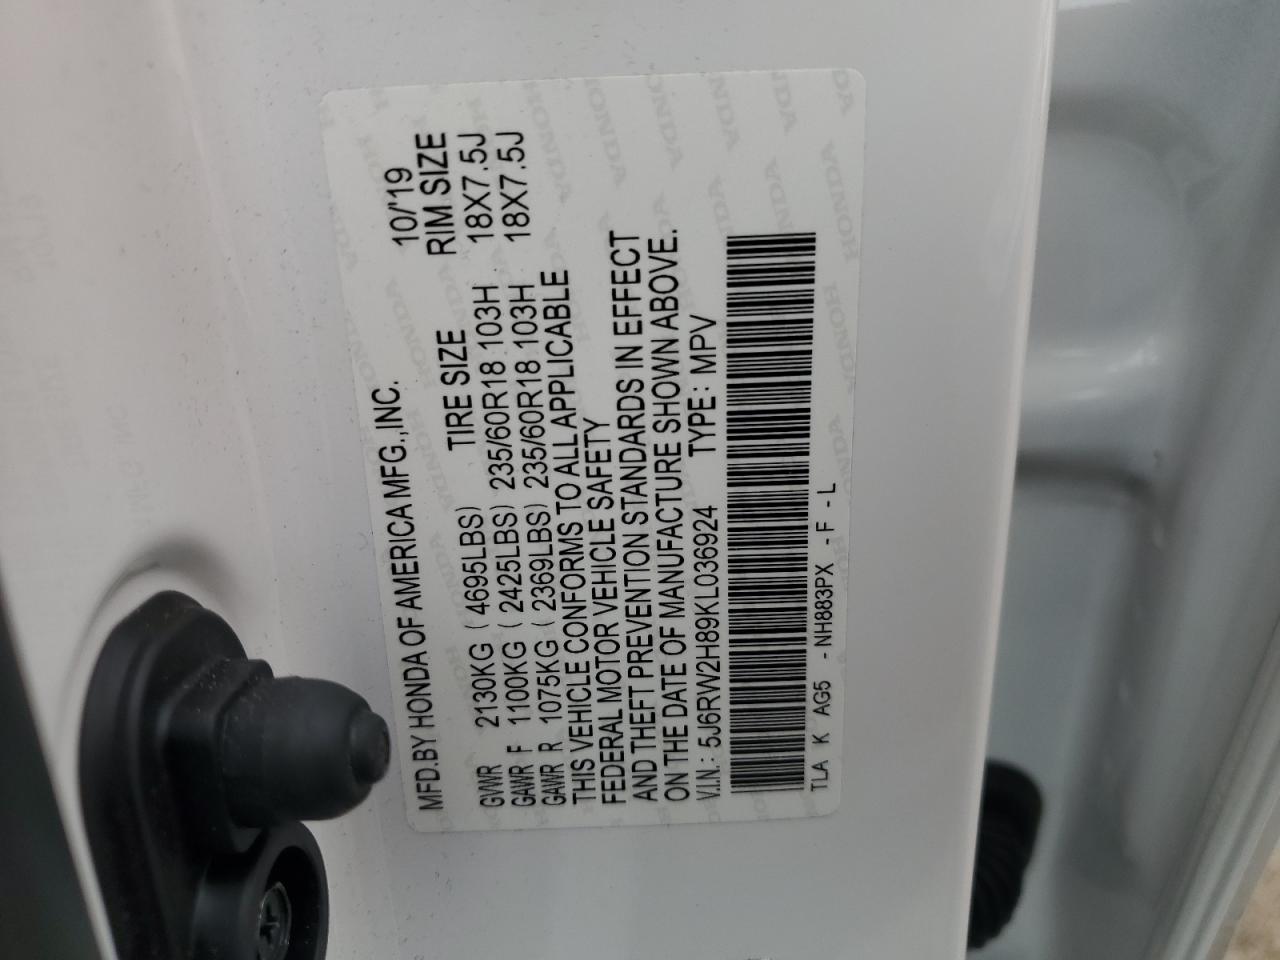 MFD.BY HONDA OF AMERICA MFG.,INC. 10/'19
TIRE SIZE RIM SIZE
GVWR 2130KG (4695LBS)
GAWR F 1100KG (2425LBS) 235/60R18 103H 18X7.5J
GAWR R 1075KG (2369LBS) 235/60R18 103H 18X7.5J
THIS VEHICLE CONFORMS TO ALL APPLICABLE
FEDERAL MOTOR VEHICLE SAFETY
AND THEFT PREVENTION STANDARDS IN EFFECT
ON THE DATE OF MANUFACTURE SHOWN ABOVE.
V.I.N.: 5J6RW2H89KL036924 TYPE: MPV
TLA K AG5 - NH883PX - F - L